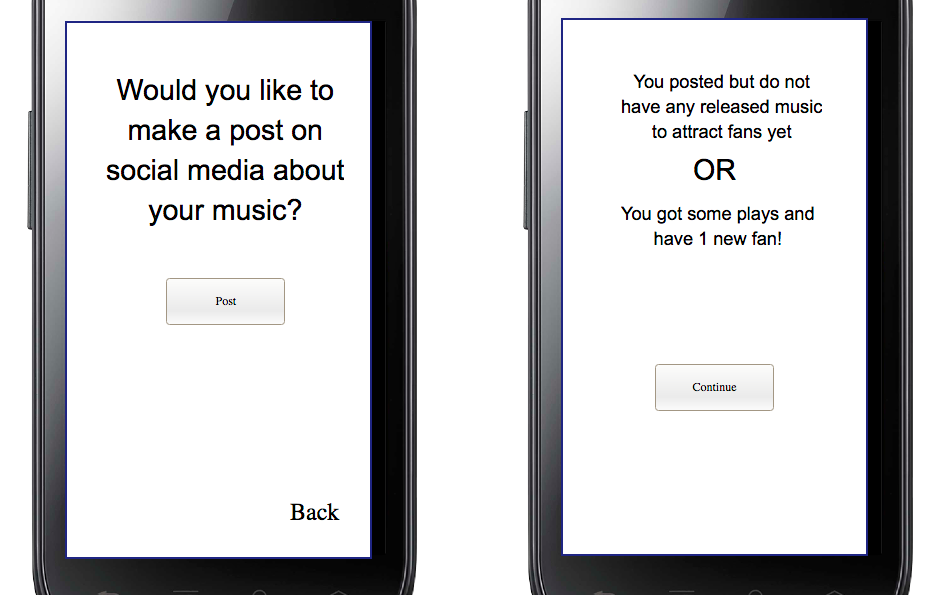 Would you like to
make a post on
social media about
your music?
Post
Back
You posted but do not
have any released music
to attract fans yet
OR
You got some plays and
have 1 new fan!
Continue